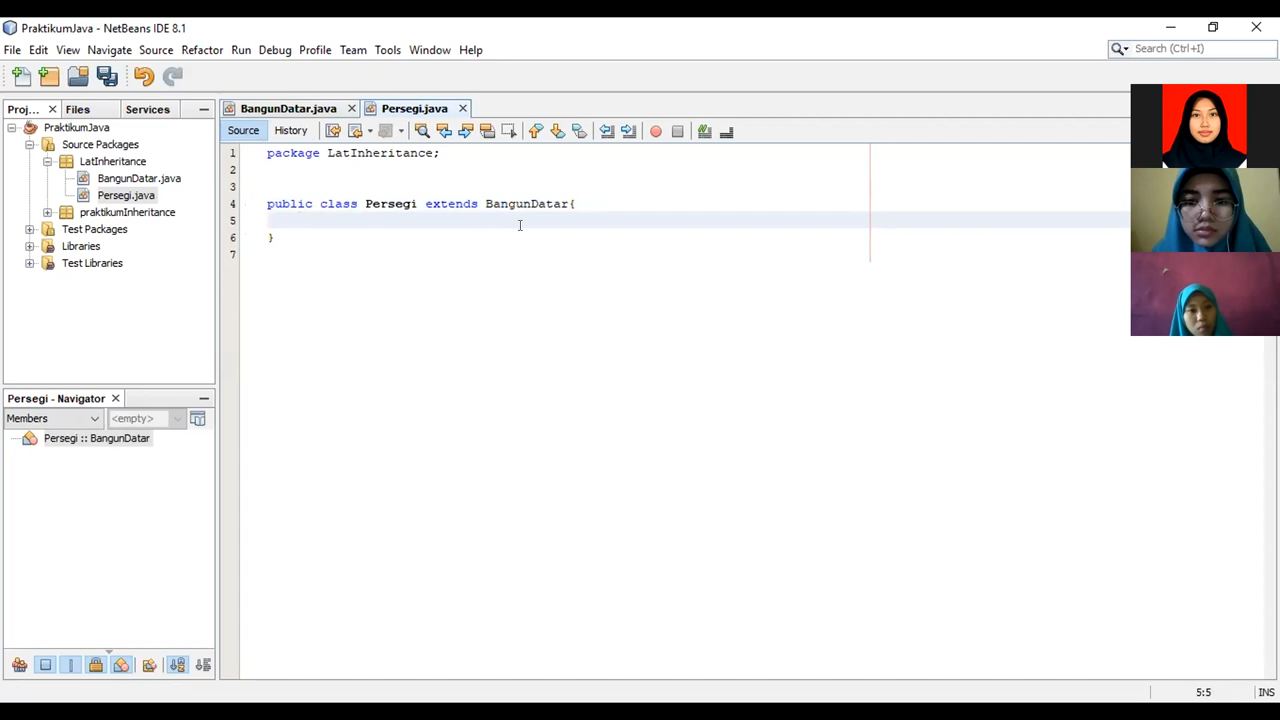 PraktikumJava - NetBeans IDE 8.1
File Edit View Navigate Source Refactor Run Debug Profile Team Tools Window Help
Search (Ctrl+I)
Proj... Files Services
BangunDatar.java Persegi.java
Source History
PraktikumJava
Source Packages
LatInheritance
BangunDatar.java
Persegi.java
praktikumInheritance
Test Packages
Libraries
Test Libraries
1 package LatInheritance;
2
3
4 public class Persegi extends BangunDatar{
5
6 }
7
Persegi - Navigator
Members <empty>
Persegi :: BangunDatar
5:5 INS